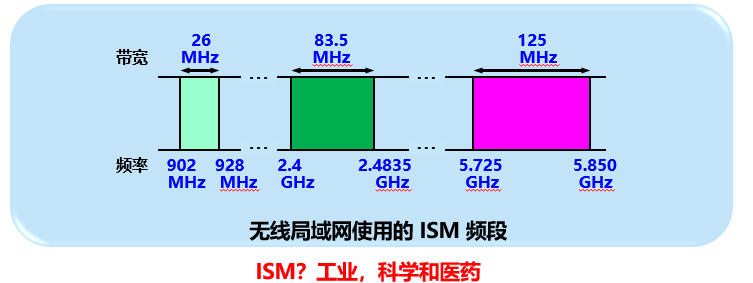 26 83.5 125
带宽 MHz MHz MHz
... ...
... ...
频率 902 928 2.4 2.4835 5.725 5.850
MHz MHz GHz GHz GHz GHz
无线局域网使用的 ISM 频段
ISM？工业，科学和医药